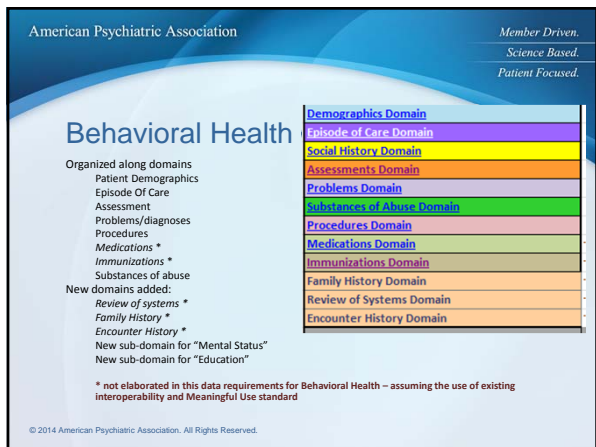 American Psychiatric Association
Member Driven.
Science Based.
Patient Focused.
Behavioral Health
Organized along domains
Patient Demographics
Episode Of Care
Assessment
Problems/diagnoses
Procedures
Medications *
Immunizations *
Substances of abuse
New domains added:
Review of systems *
Family History *
Encounter History *
New sub-domain for “Mental Status”
New sub-domain for “Education”
Demographics Domain
Episode of Care Domain
Social History Domain
Assessments Domain
Problems Domain
Substances of Abuse Domain
Procedures Domain
Medications Domain
Immunizations Domain
Family History Domain
Review of Systems Domain
Encounter History Domain
* not elaborated in this data requirements for Behavioral Health – assuming the use of existing
interoperability and Meaningful Use standard
© 2014 American Psychiatric Association. All Rights Reserved.